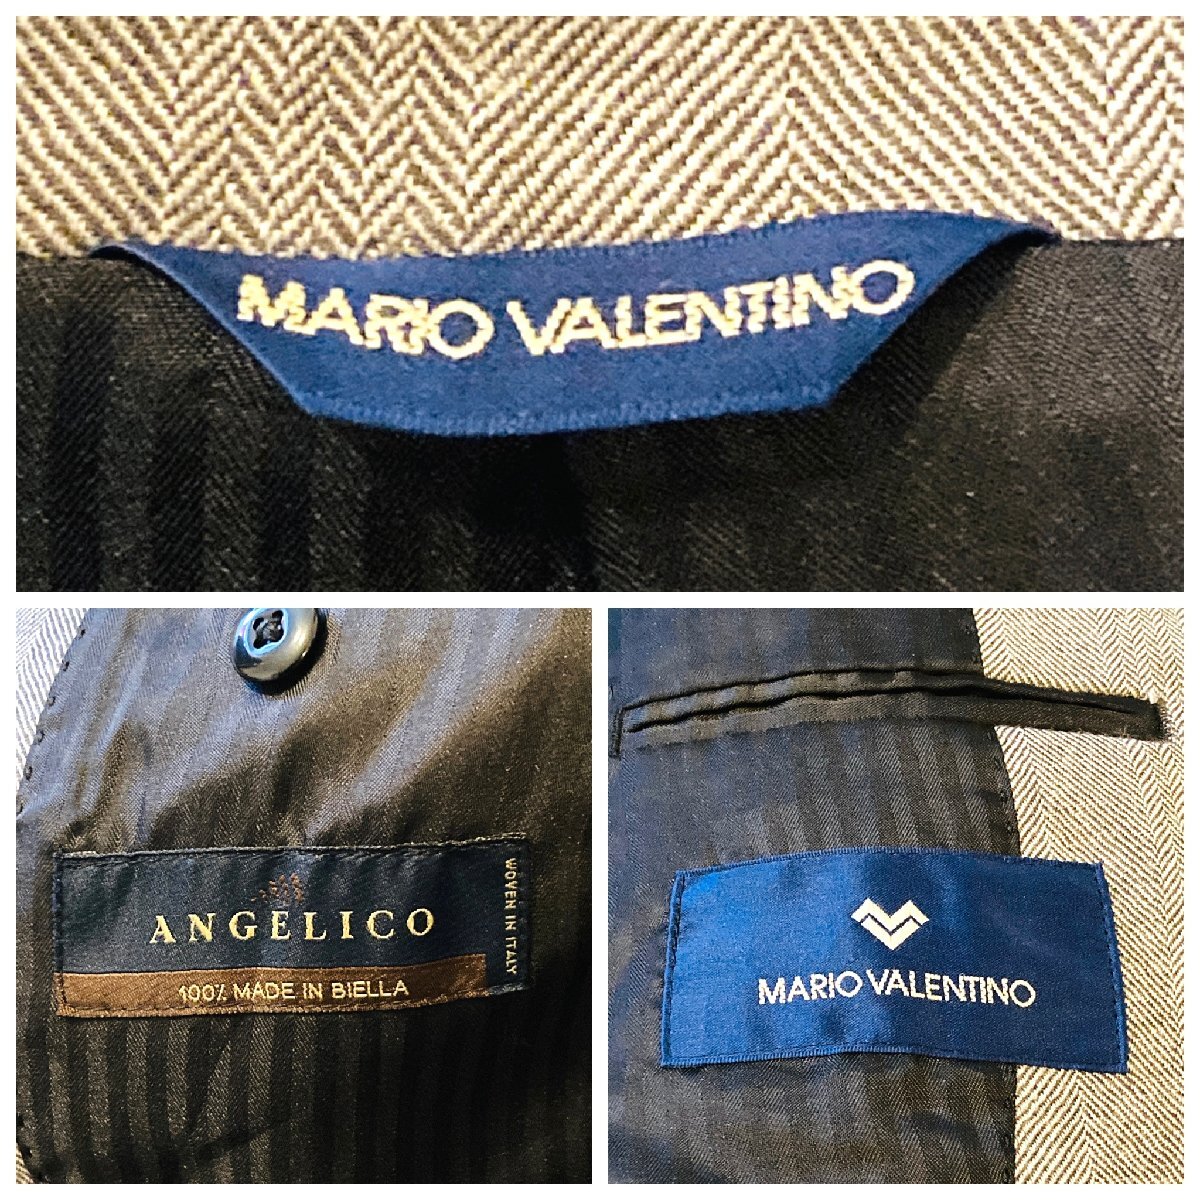 MARIO VALENTINO
ANGELICO
100% MADE IN BIELLA
WOVEN IN ITALY
MARIO VALENTINO